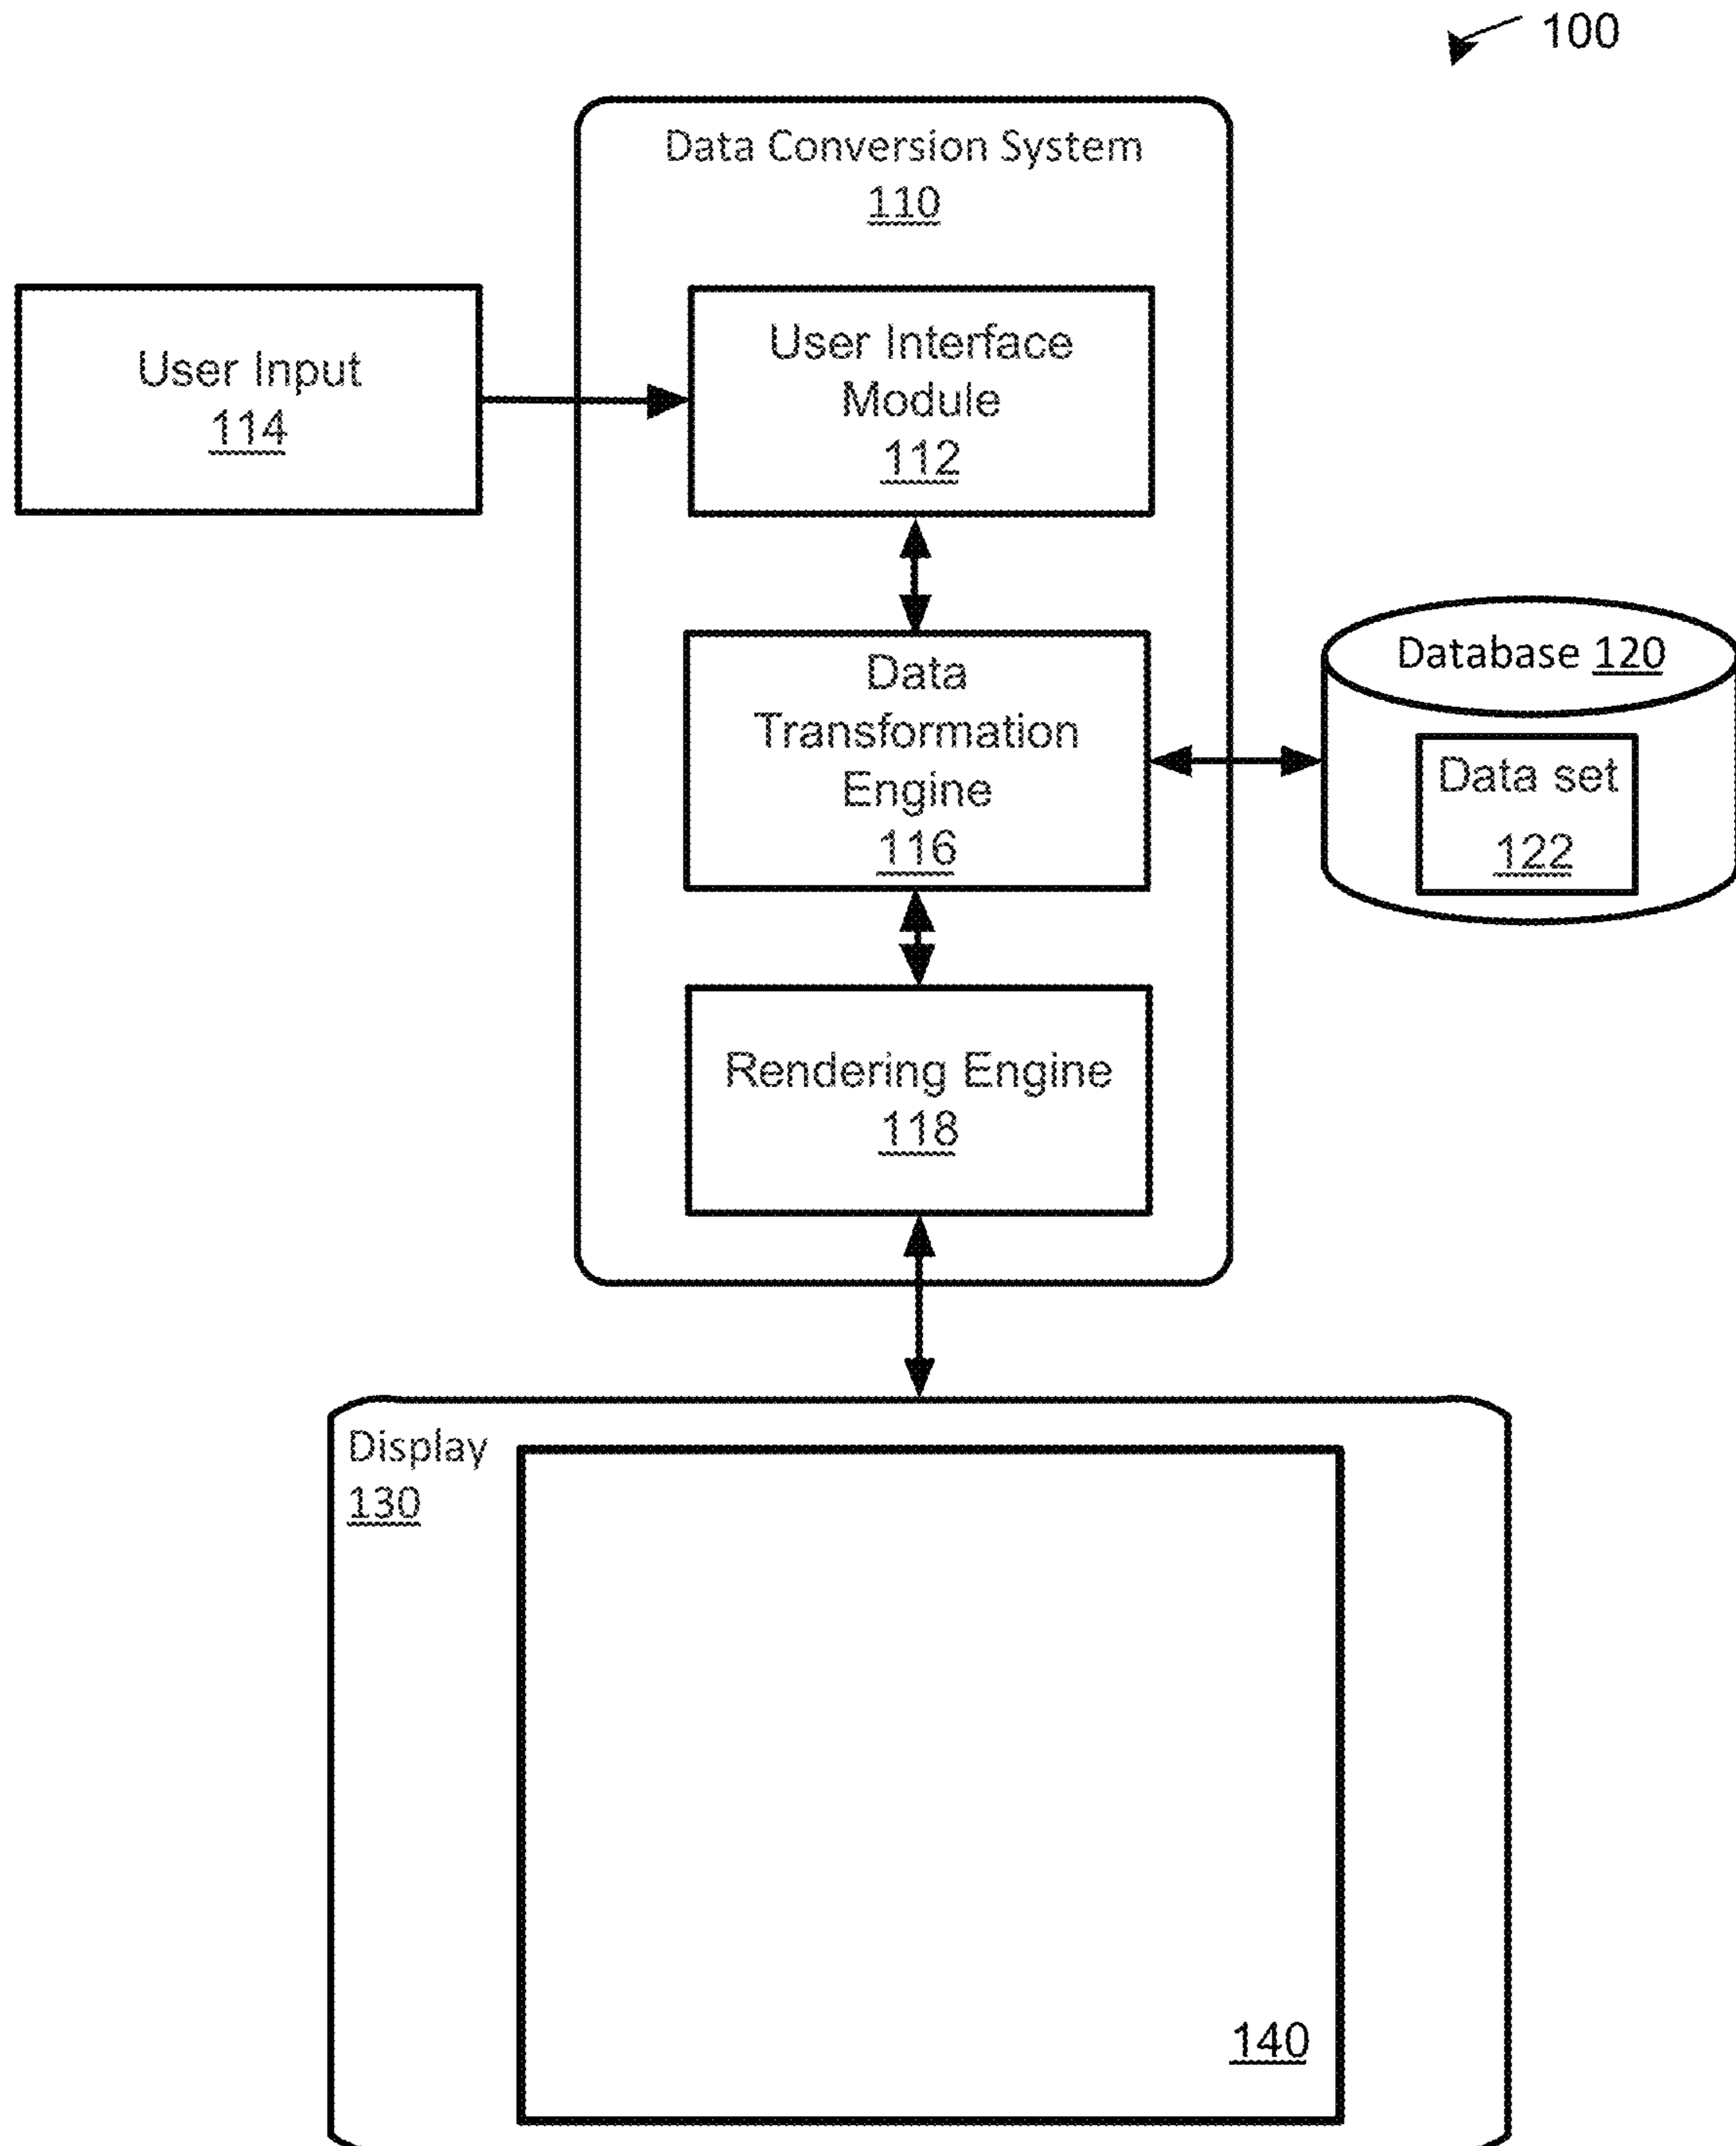 100
Data Conversion System
110
User Input
114
User Interface
Module
112
Data
Transformation
Engine
116
Database 120
Data set
122
Rendering Engine
118
Display
130
140